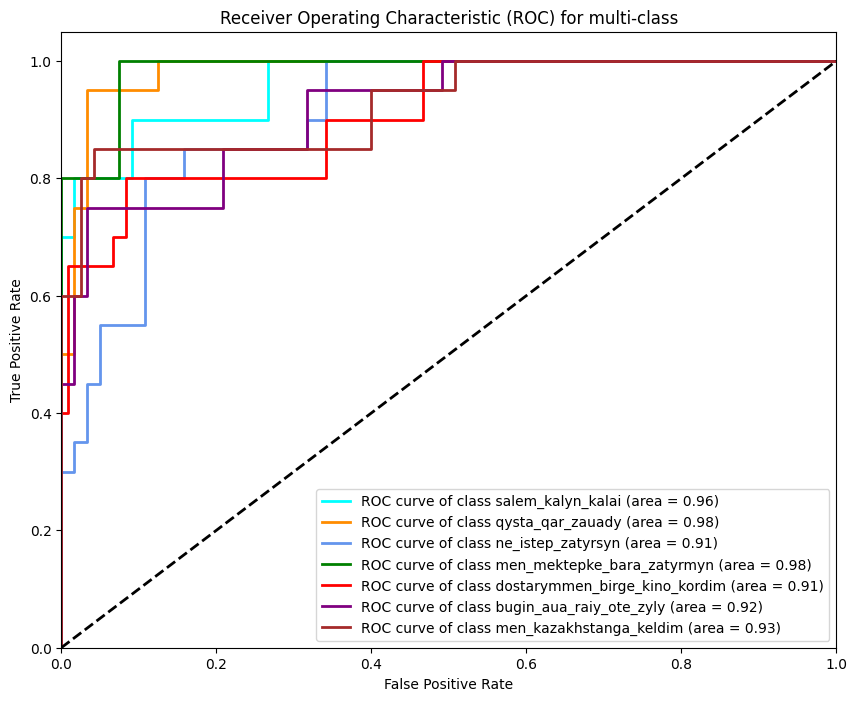 Receiver Operating Characteristic (ROC) for multi-class
1.0
0.8
0.6
0.4
0.2
0.0
True Positive Rate
ROC curve of class salem_kalyn_kalai (area = 0.96)
ROC curve of class qysta_qar_zauady (area = 0.98)
ROC curve of class ne_istep_zatyrsyn (area = 0.91)
ROC curve of class men_mektepke_bara_zatyrmyn (area = 0.98)
ROC curve of class dostarymmen_birge_kino_kordim (area = 0.91)
ROC curve of class bugin_aua_raiy_ote_zyly (area = 0.92)
ROC curve of class men_kazakhstanga_keldim (area = 0.93)
0.0 0.2 0.4 0.6 0.8 1.0
False Positive Rate